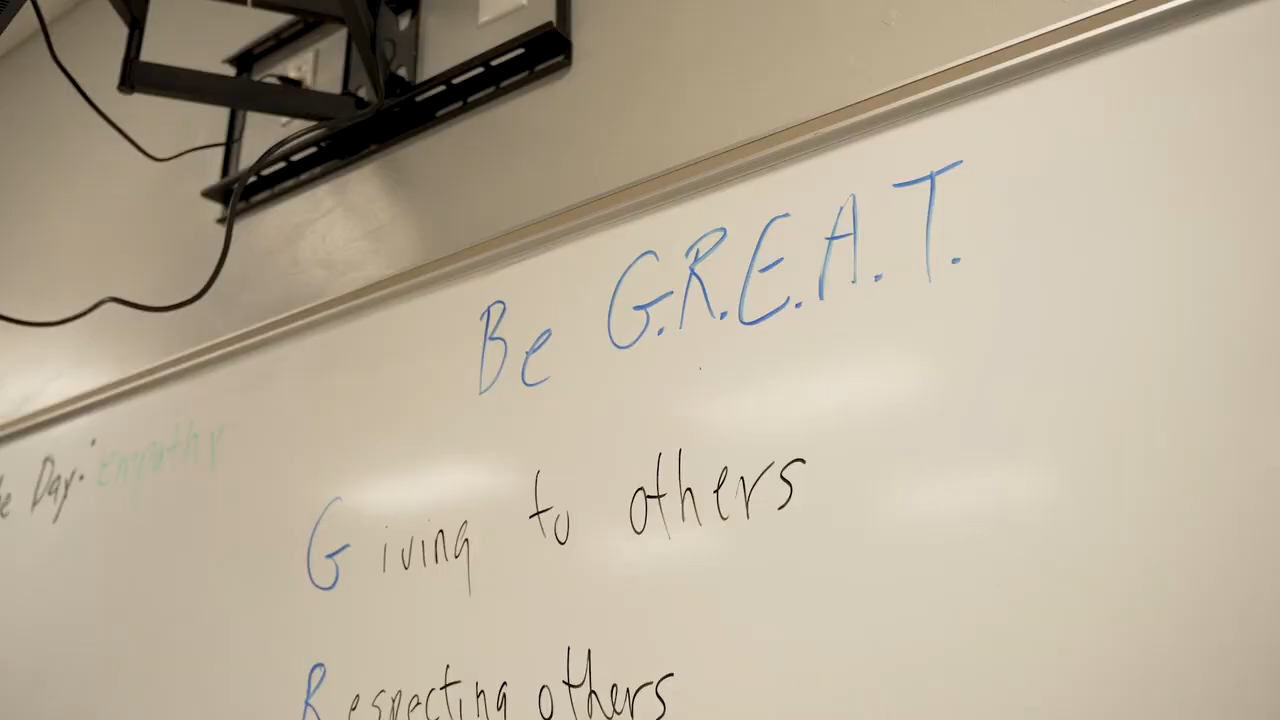 Be G.R.E.A.T.
Day: empathy
Giving to others
Respecting others